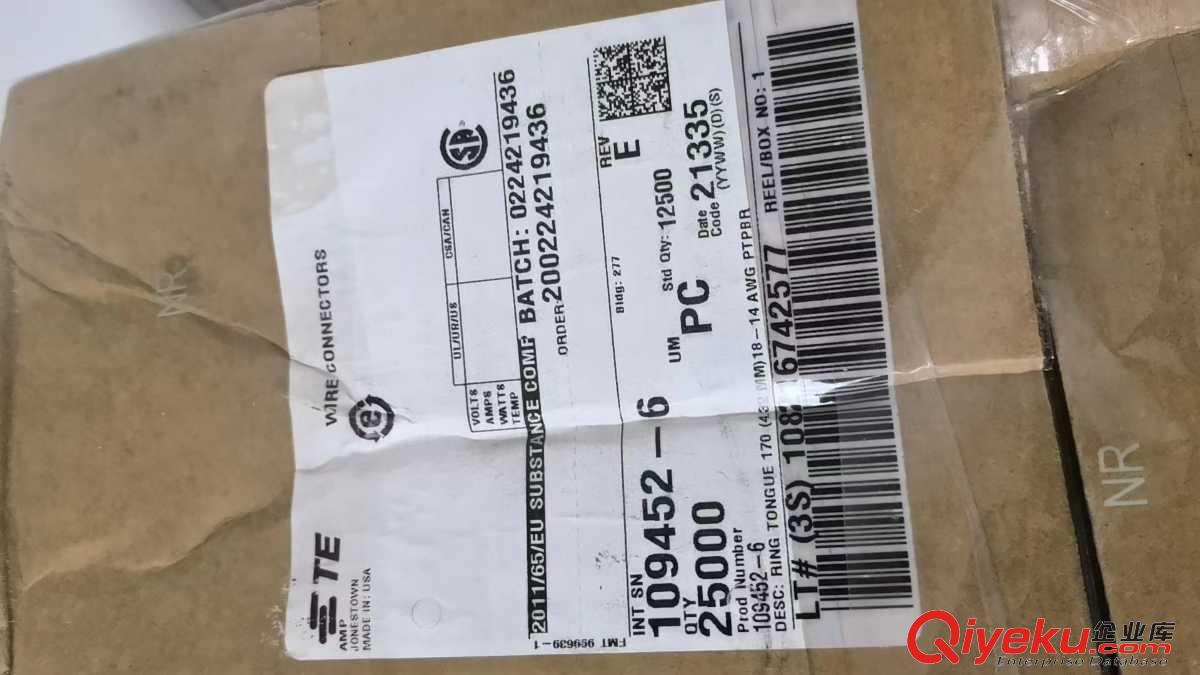 TE
AMP
JONESTOWN
MADE IN: USA
WIRE CONNECTORS
e
UL/UR/US CSA/CAN
VOLTS
AMPS
WATTS
TEMP
SA
2011/65/EU SUBSTANCE COMP BATCH: 0224219436
ORDER: 200224219436
FMT 999639-1
INT SN
109452-6
Bldg: 277
REV
E
QTY
25000
UM
PC
Std Qty: 12500
Date Code 21335
(YYWW)(D)(S)
Prod Number
109452-6
DESC: RING TONGUE 170 (4.32 MM)18-14 AWG PTPBR REEL/BOX NO: 1
LT# (3S) 6742577
NR
NR
Qiyeku企业库
Enterprise Database